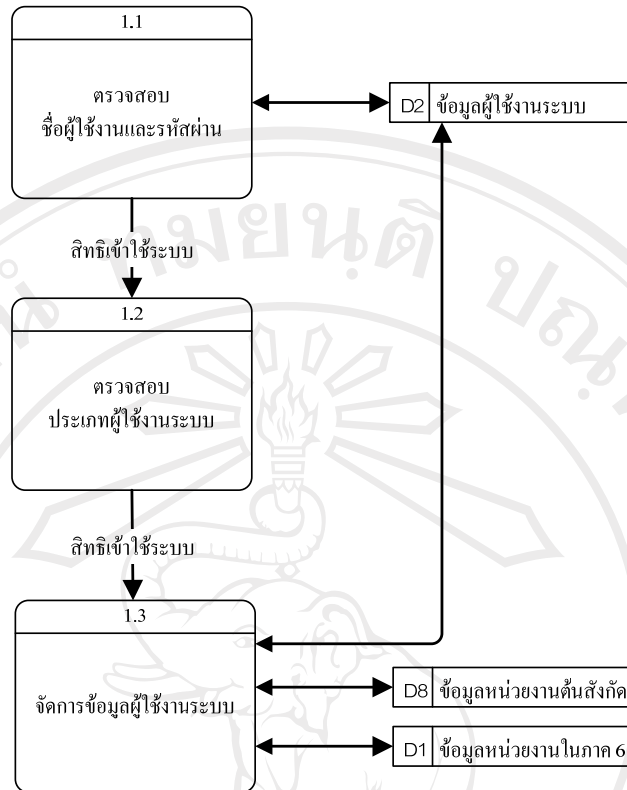 1.1
ตรวจสอบ
ชื่อผู้ใช้งานและรหัสผ่าน
D2 ข้อมูลผู้ใช้งานระบบ
สิทธิเข้าใช้ระบบ
1.2
ตรวจสอบ
ประเภทผู้ใช้งานระบบ
สิทธิเข้าใช้ระบบ
1.3
จัดการข้อมูลผู้ใช้งานระบบ
D8 ข้อมูลหน่วยงานต้นสังกัด
D1 ข้อมูลหน่วยงานในภาค 6